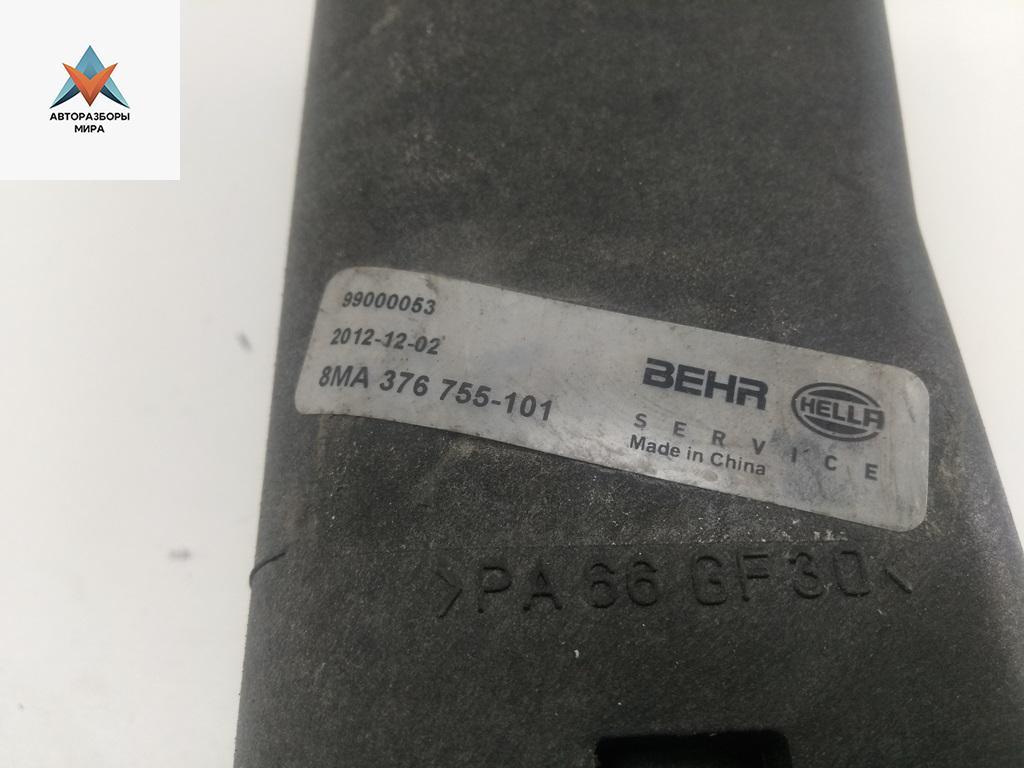 АВТОРАЗБОРЫ
МИРА
99000053
2012-12-02
8MA 376 755-101
BEHR HELLA
SERVICE
Made in China
>PA 66 GF30<